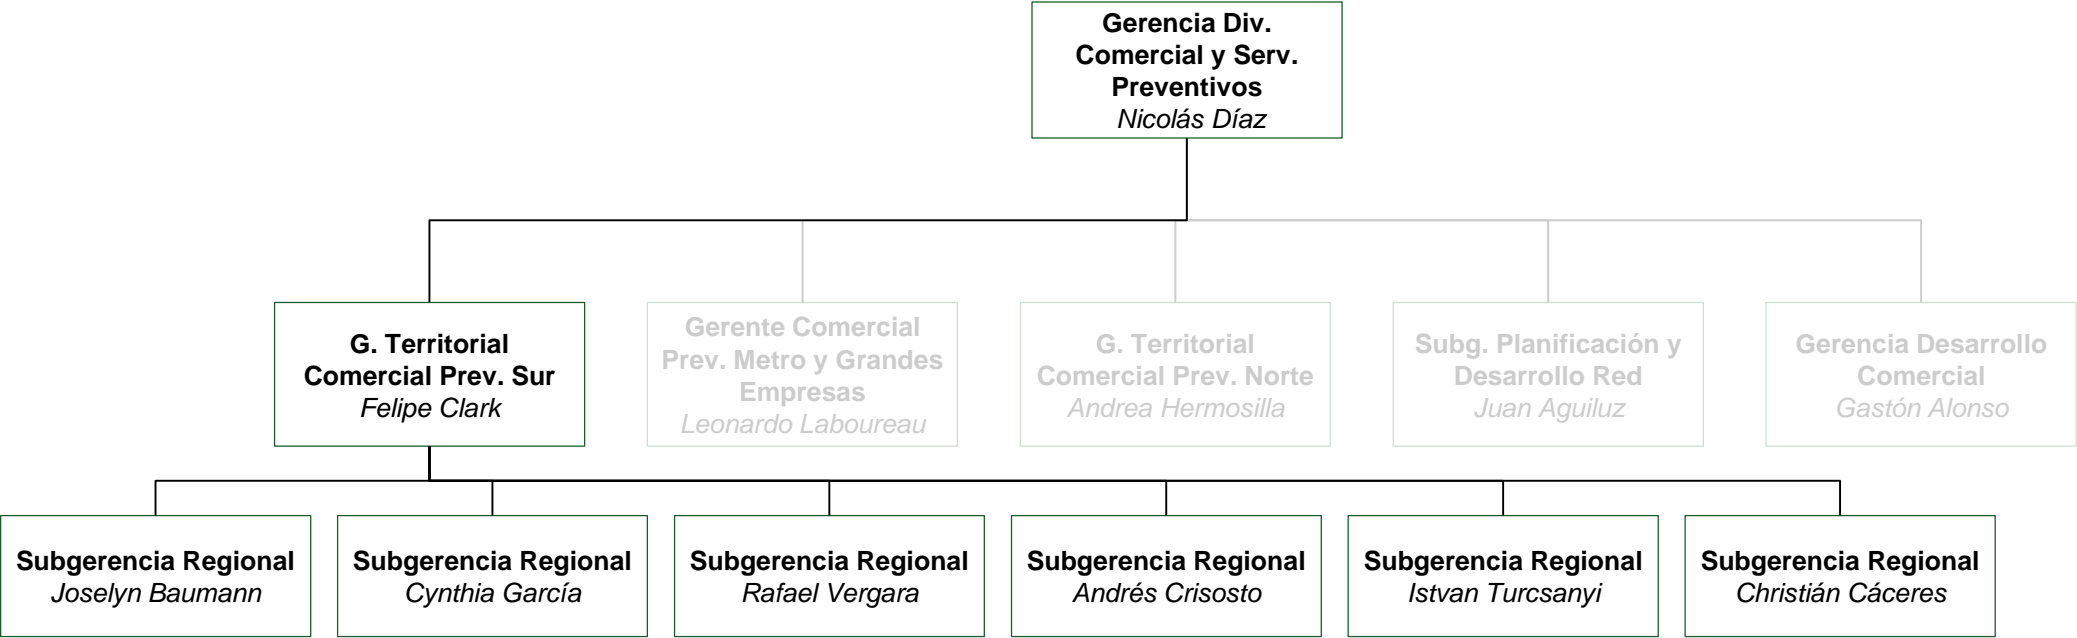 Gerencia Div.
Comercial y Serv.
Preventivos
Nicolás Díaz
G. Territorial
Comercial Prev. Sur
Felipe Clark
Gerente Comercial
Prev. Metro y Grandes
Empresas
Leonardo Laboureau
G. Territorial
Comercial Prev. Norte
Andrea Hermosilla
Subg. Planificación y
Desarrollo Red
Juan Aguiluz
Gerencia Desarrollo
Comercial
Gastón Alonso
Subgerencia Regional
Joselyn Baumann
Subgerencia Regional
Cynthia García
Subgerencia Regional
Rafael Vergara
Subgerencia Regional
Andrés Crisosto
Subgerencia Regional
Istvan Turcsanyi
Subgerencia Regional
Christián Cáceres